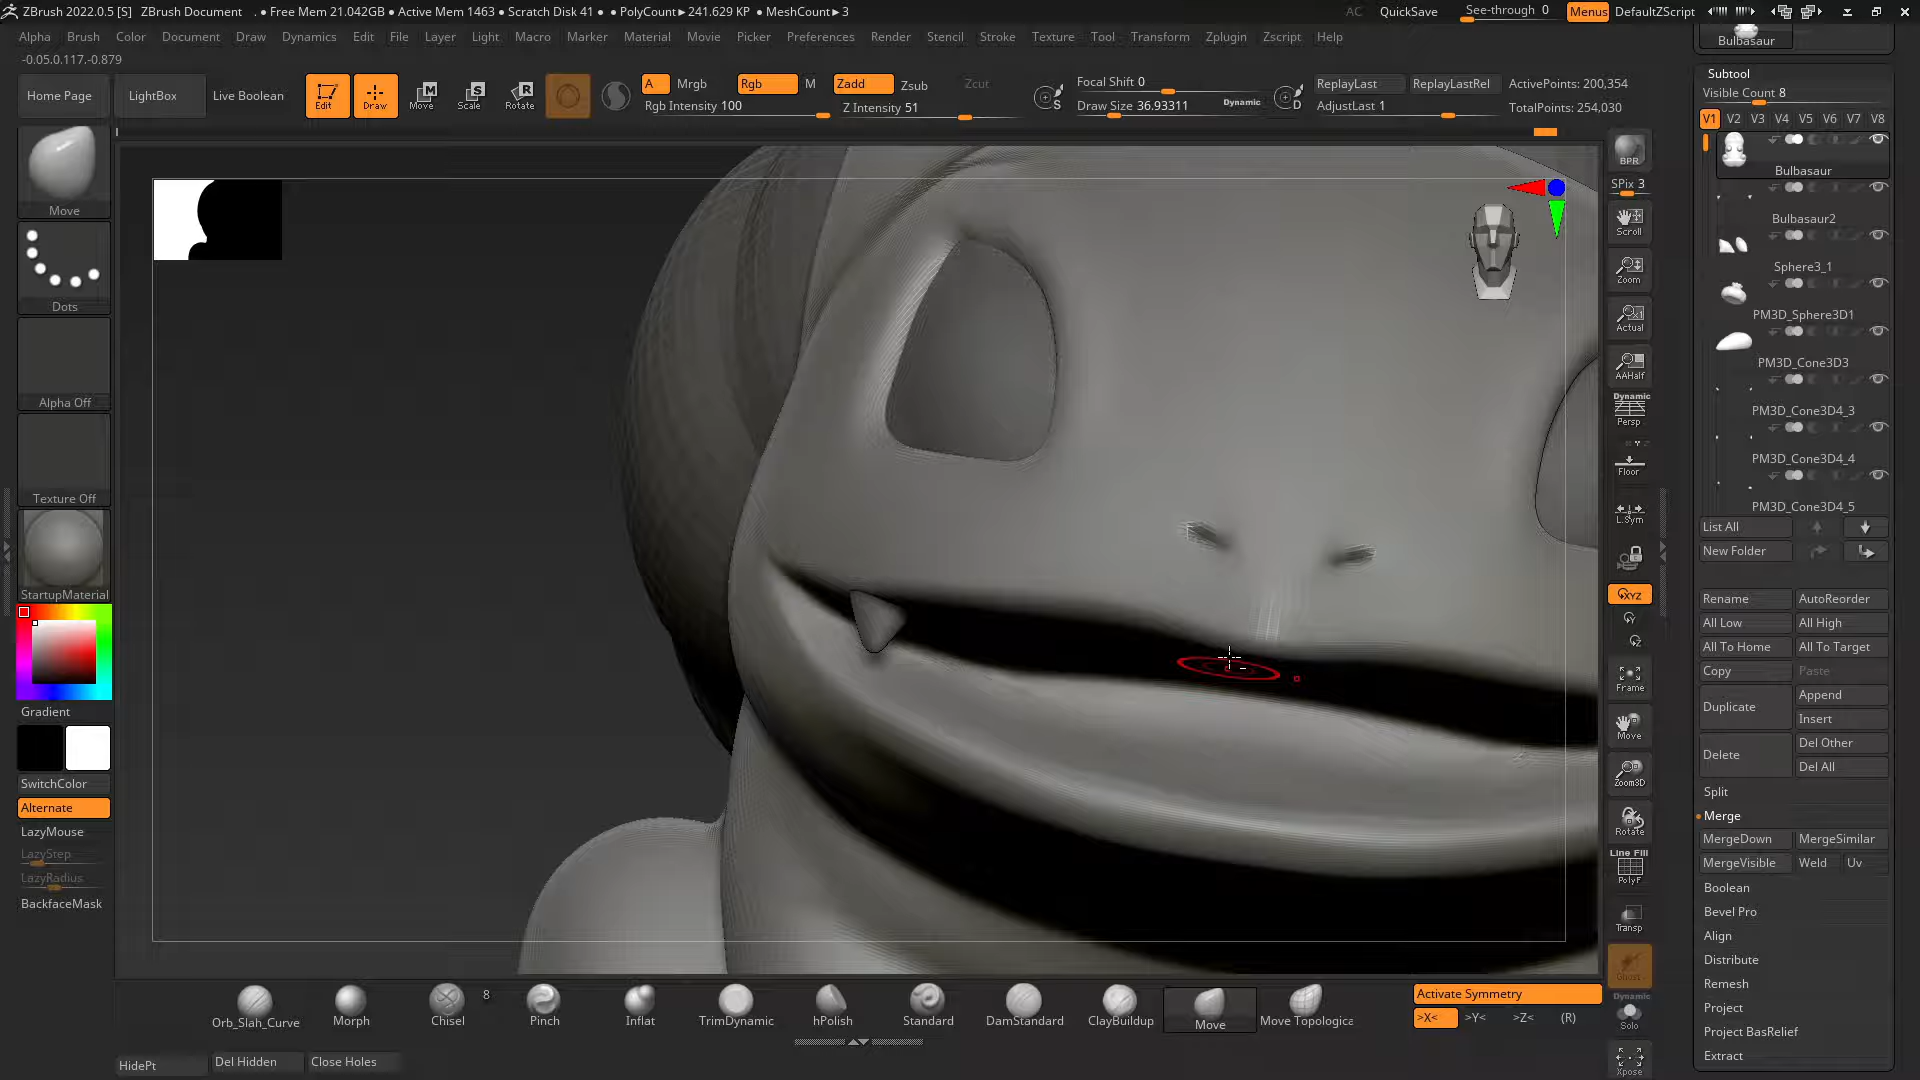 ZBrush 2022.0.5 [S] ZBrush Document . ● Free Mem 21.042GB ● Active Mem 1463 ● Scratch Disk 41 ● ● PolyCount► 241.629 KP ● MeshCount► 3 AC QuickSave See-through 0 Menus DefaultZScript
Alpha Brush Color Document Draw Dynamics Edit File Layer Light Macro Marker Material Movie Picker Preferences Render Stencil Stroke Texture Tool Transform Zplugin Zscript Help
Bulbasaur
-0.05,0.117,-0.879
Home Page LightBox Live Boolean
Edit Draw Move Scale Rotate
A Mrgb Rgb M Zadd Zsub Zcut
Rgb Intensity 100 Z Intensity 51
Focal Shift 0
Draw Size 36.93311 Dynamic
S D
ReplayLast ReplayLastRel ActivePoints: 200,354
AdjustLast 1 TotalPoints: 254,030
Subtool
Visible Count 8
V1 V2 V3 V4 V5 V6 V7 V8
Bulbasaur
Bulbasaur2
Sphere3_1
PM3D_Sphere3D1
PM3D_Cone3D3
PM3D_Cone3D4_3
PM3D_Cone3D4_4
PM3D_Cone3D4_5
List All
New Folder
Rename AutoReorder
All Low All High
All To Home All To Target
Copy Paste
Duplicate Append
Insert
Delete Del Other
Del All
Split
Merge
MergeDown MergeSimilar
MergeVisible Weld Uv
Boolean
Bevel Pro
Align
Distribute
Remesh
Project
Project BasRelief
Extract
Move
Dots
Alpha Off
Texture Off
StartupMaterial
Gradient
SwitchColor
Alternate
LazyMouse
LazyStep
LazyRadius
BackfaceMask
BPR
SPix 3
Scroll
Zoom
Actual
AAHalf
Dynamic
Persp
Floor
L.Sym
XYZ
Frame
Move
Zoom3D
Rotate
Line Fill
PolyF
Transp
Ghost
Dynamic
Solo
Xpose
Orb_Slah_Curve Morph Chisel 8 Pinch Inflat TrimDynamic hPolish Standard DamStandard ClayBuildup Move Move Topologica
Activate Symmetry
>X< >Y< >Z< (R)
HidePt Del Hidden Close Holes